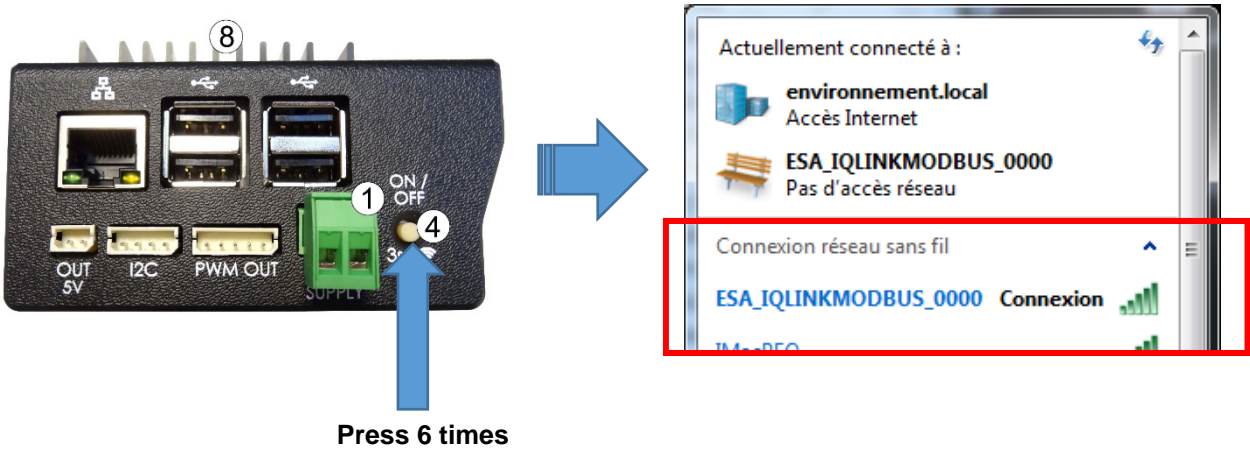 8
ON /
OFF
1
4
OUT
5V
I2C
PWM OUT
SUPPLY
Press 6 times
Actuellement connecté à :
environnement.local
Accès Internet
ESA_IQLINKMODBUS_0000
Pas d'accès réseau
Connexion réseau sans fil
ESA_IQLINKMODBUS_0000 Connexion